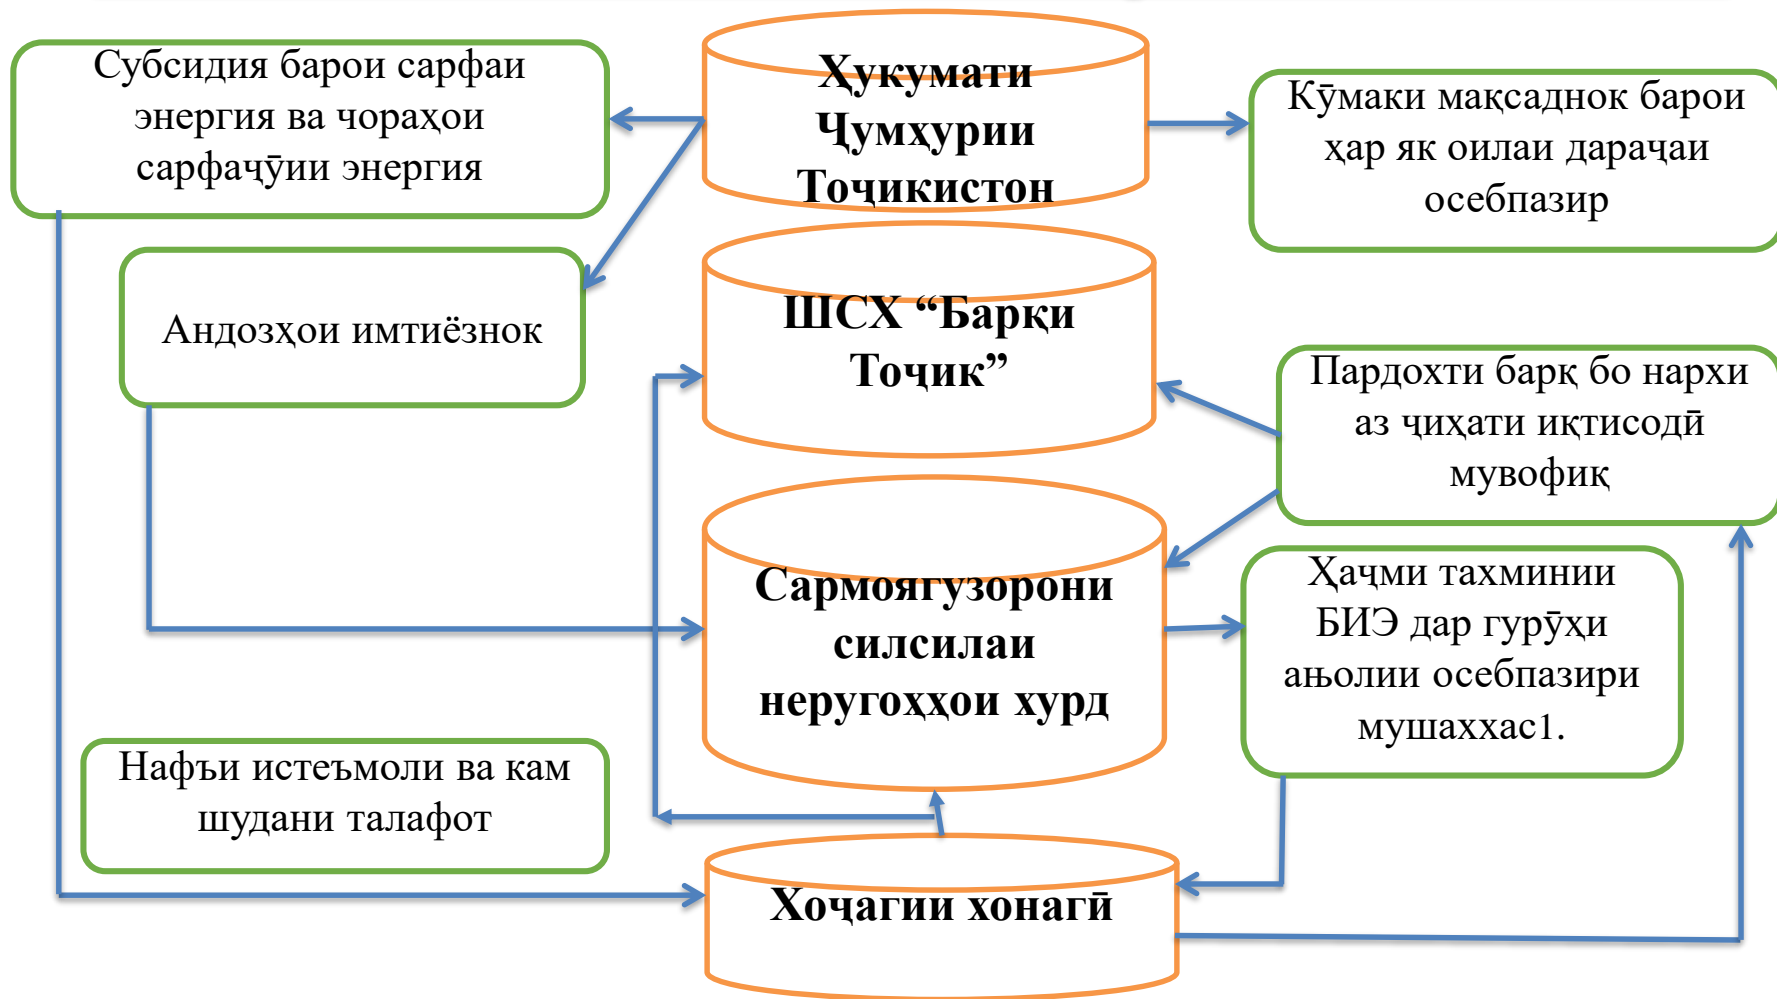 Субсидия барои сарфаи
энергия ва чораҳои
сарфаҷӯии энергия
Ҳукумати
Ҷумҳурии
Тоҷикистон
Кӯмаки мақсаднок барои
ҳар як оилаи дараҷаи
осебпазир
Андозҳои имтиёзнок
ШСХ “Барқи
Тоҷик”
Пардохти барқ бо нархи
аз ҷиҳати иқтисодӣ
мувофиқ
Сармоягузорони
силсилаи
неругоҳҳои хурд
Ҳаҷми тахминии
БИЭ дар гурӯҳи
ањолии осебпазири
мушаххас1.
Нафъи истеъмоли ва кам
шудани талафот
Хоҷагии хонагӣ